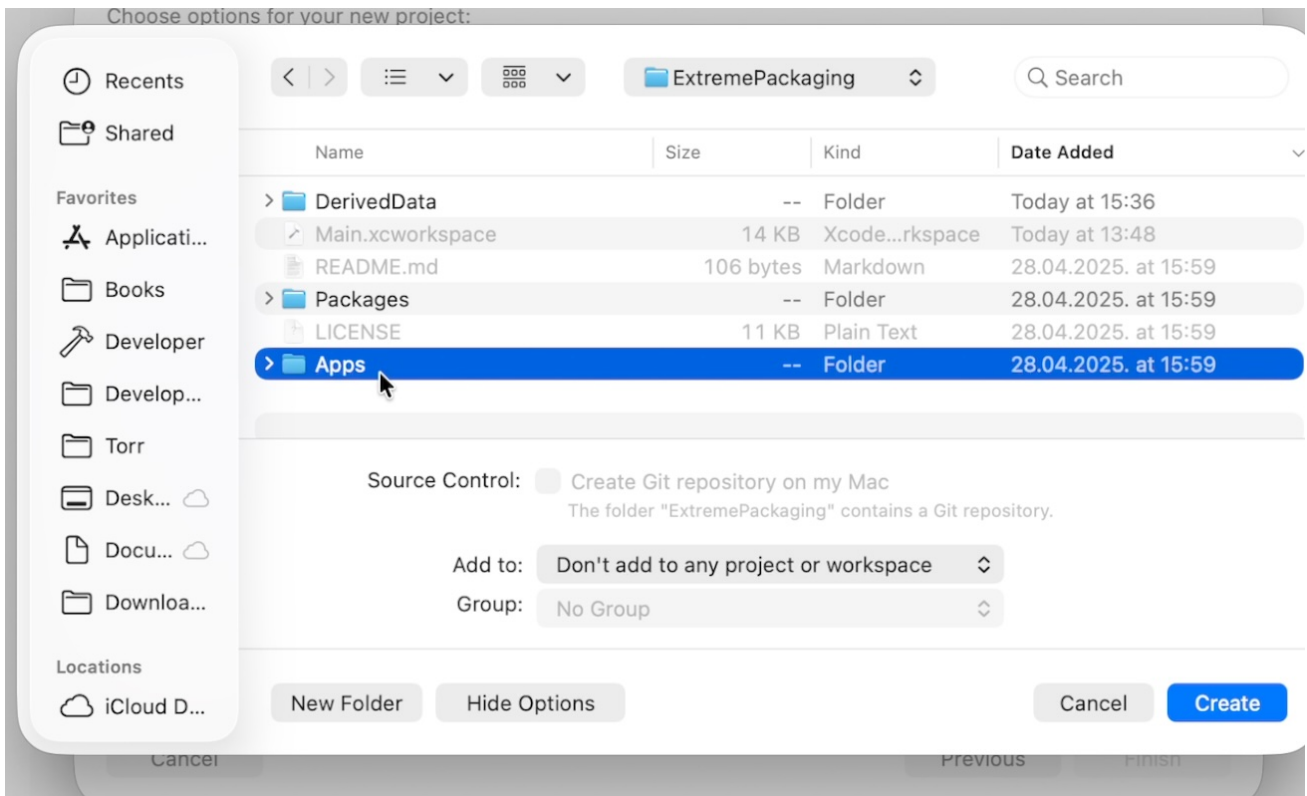 Choose options for your new project:
Recents
Shared
Favorites
Applicati...
Books
Developer
Develop...
Torr
Desk...
Docu...
Downloa...
Locations
iCloud D...
ExtremePackaging
Search
Name Size Kind Date Added
DerivedData -- Folder Today at 15:36
Main.xcworkspace 14 KB Xcode...rkspace Today at 13:48
README.md 106 bytes Markdown 28.04.2025. at 15:59
Packages -- Folder 28.04.2025. at 15:59
LICENSE 11 KB Plain Text 28.04.2025. at 15:59
Apps -- Folder 28.04.2025. at 15:59
Source Control: Create Git repository on my Mac
The folder "ExtremePackaging" contains a Git repository.
Add to: Don't add to any project or workspace
Group: No Group
New Folder Hide Options Cancel Create
Cancel Previous Finish